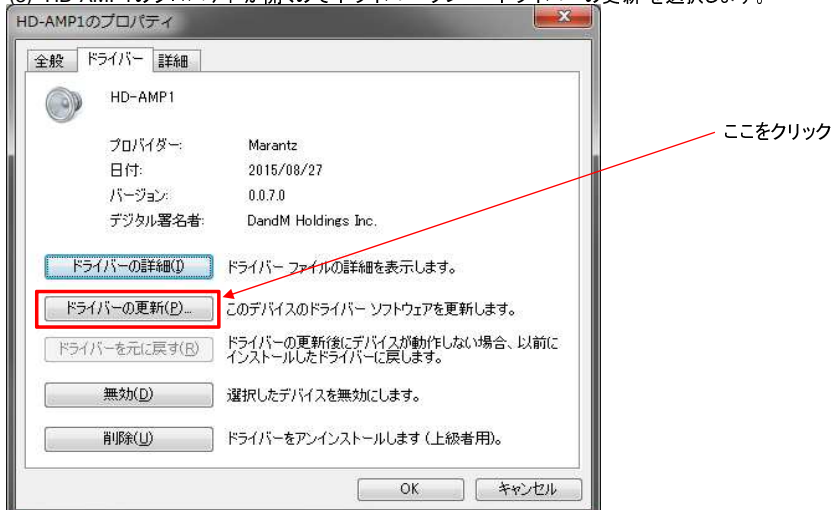 HD-AMP1のプロパティ
全般 ドライバー 詳細
HD-AMP1
プロバイダー: Marantz
日付: 2015/08/27
バージョン: 0.0.7.0
デジタル署名者: DandM Holdings Inc.
ここをクリック
ドライバーの詳細(I) ドライバー ファイルの詳細を表示します。
ドライバーの更新(P)... このデバイスのドライバー ソフトウェアを更新します。
ドライバーを元に戻す(R) ドライバーの更新後にデバイスが動作しない場合、以前に
インストールしたドライバーに戻します。
無効(D) 選択したデバイスを無効にします。
削除(U) ドライバーをアンインストールします (上級者用)。
OK キャンセル